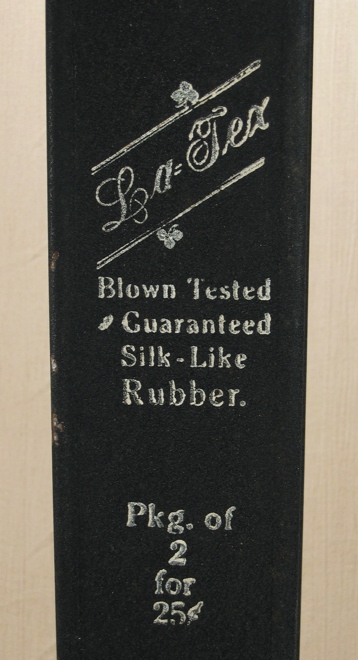 La-Tex
Blown Tested
Guaranteed
Silk-Like
Rubber.
Pkg. of
2
for
25¢